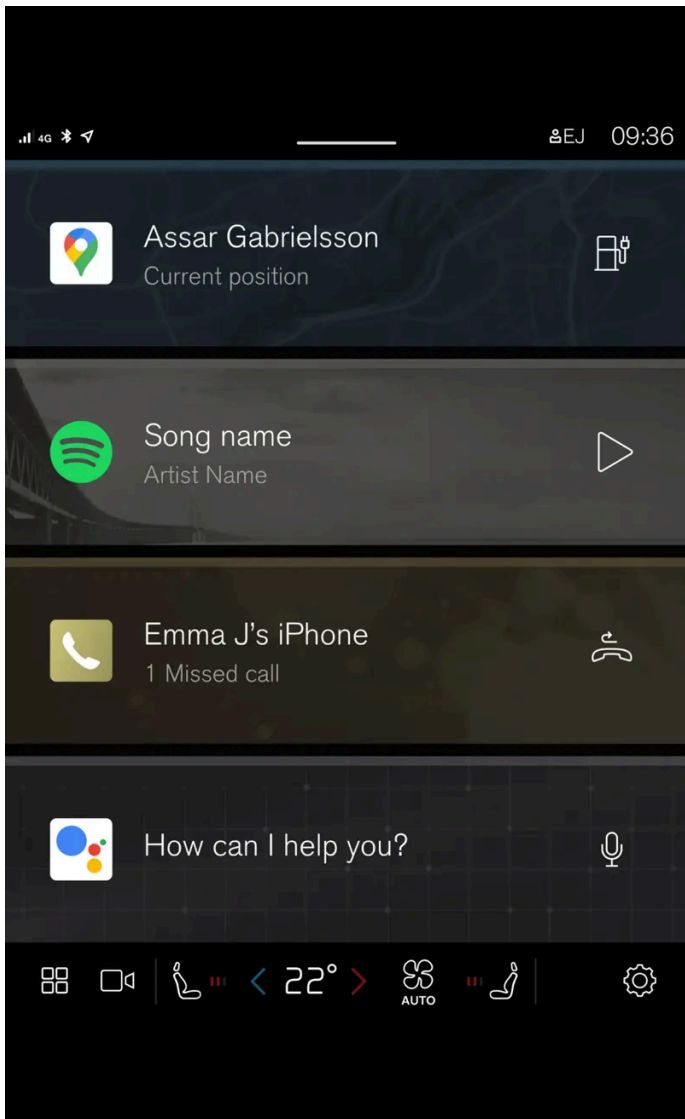 4G
EJ
09:36
Assar Gabrielsson
Current position
Song name
Artist Name
Emma J's iPhone
1 Missed call
How can I help you?
22°
AUTO